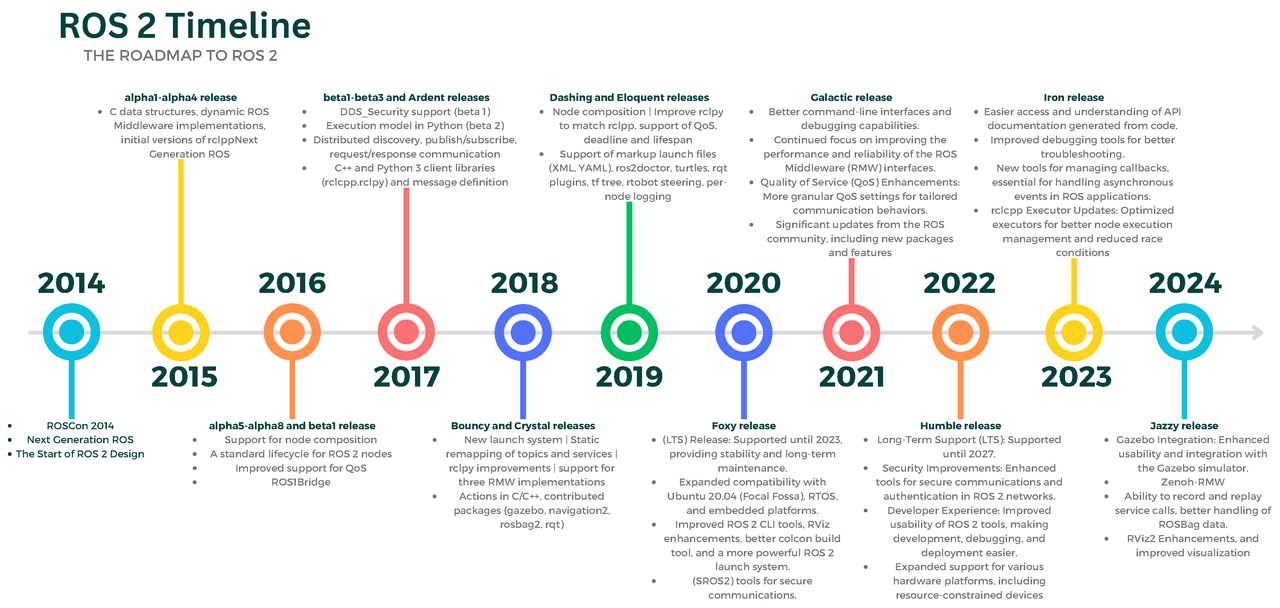 ROS 2 Timeline
THE ROADMAP TO ROS 2
alpha1-alpha4 release
• C data structures, dynamic ROS
Middleware implementations,
initial versions of rclppNext
Generation ROS
beta1-beta3 and Ardent releases
• DDS_Security support (beta 1)
• Execution model in Python (beta 2)
• Distributed discovery, publish/subscribe,
request/response communication
• C++ and Python 3 client libraries
(rclcpp.rclpy) and message definition
Dashing and Eloquent releases
• Node composition | Improve rclpy
to match rclpp, support of QoS,
deadline and lifespan
• Support of markup launch files
(XML, YAML), ros2doctor, turtles, rqt
plugins, tf tree, rtobot steering, per-
node logging
Galactic release
• Better command-line interfaces and
debugging capabilities.
• Continued focus on improving the
performance and reliability of the ROS
Middleware (RMW) interfaces.
• Quality of Service (QoS) Enhancements:
More granular QoS settings for tailored
communication behaviors.
• Significant updates from the ROS
community, including new packages
and features
Iron release
• Easier access and understanding of API
documentation generated from code.
• Improved debugging tools for better
troubleshooting.
• New tools for managing callbacks,
essential for handling asynchronous
events in ROS applications.
• rclcpp Executor Updates: Optimized
executors for better node execution
management and reduced race
conditions
2014
2016
2018
2020
2022
2024
2015
2017
2019
2021
2023
• ROSCon 2014
• Next Generation ROS
• The Start of ROS 2 Design
alpha5-alpha8 and beta1 release
• Support for node composition
• A standard lifecycle for ROS 2 nodes
• Improved support for QoS
• ROS1Bridge
Bouncy and Crystal releases
• New launch system | Static
remapping of topics and services |
rclpy improvements | support for
three RMW implementations
• Actions in C/C++, contributed
packages (gazebo, navigation2,
rosbag2, rqt)
Foxy release
• (LTS) Release: Supported until 2023,
providing stability and long-term
maintenance.
• Expanded compatibility with
Ubuntu 20.04 (Focal Fossa), RTOS,
and embedded platforms.
• Improved ROS 2 CLI tools, RViz
enhancements, better colcon build
tool, and a more powerful ROS 2
launch system.
• (SROS2) tools for secure
communications.
Humble release
• Long-Term Support (LTS): Supported
until 2027.
• Security Improvements: Enhanced
tools for secure communications and
authentication in ROS 2 networks.
• Developer Experience: Improved
usability of ROS 2 tools, making
development, debugging, and
deployment easier.
• Expanded support for various
hardware platforms, including
resource-constrained devices
Jazzy release
• Gazebo Integration: Enhanced
usability and integration with
the Gazebo simulator.
• Zenoh-RMW
• Ability to record and replay
service calls, better handling of
ROSBag data.
• RViz2 Enhancements, and
improved visualization